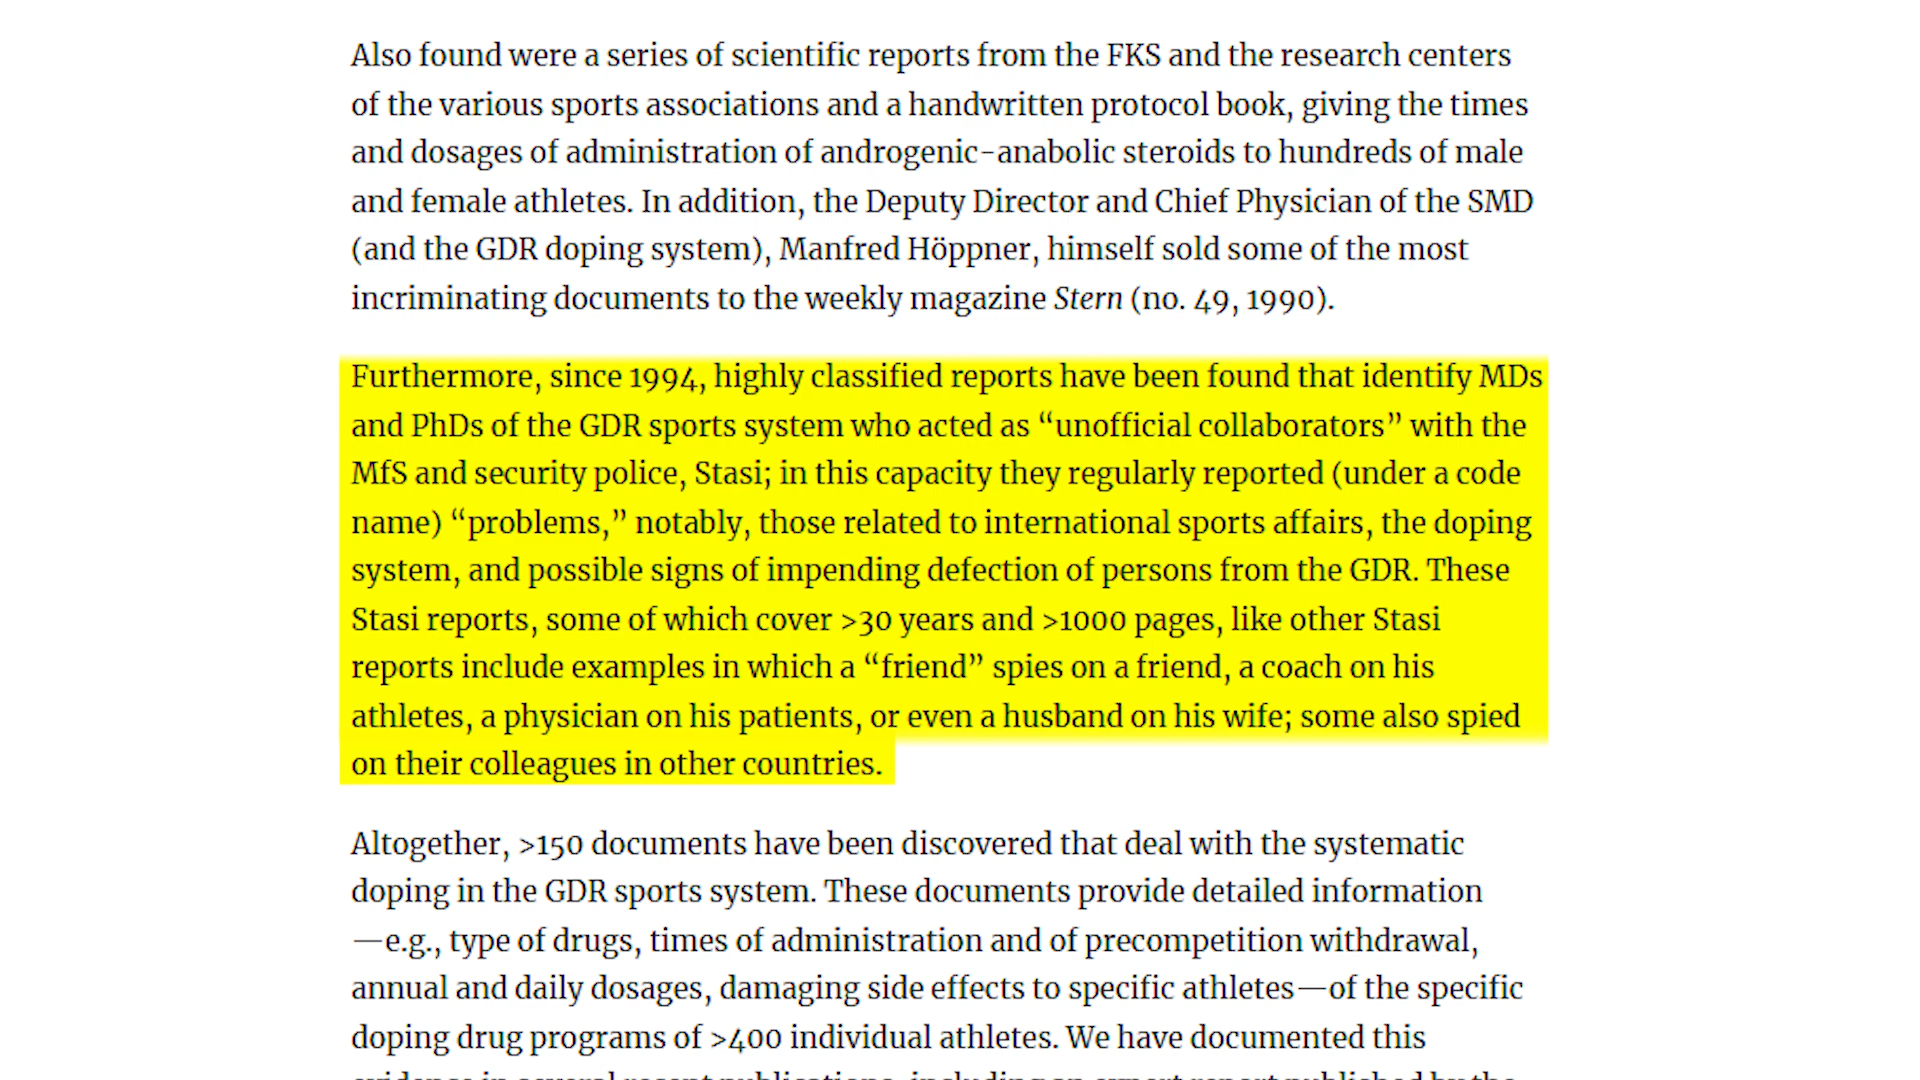 Also found were a series of scientific reports from the FKS and the research centers
of the various sports associations and a handwritten protocol book, giving the times
and dosages of administration of androgenic-anabolic steroids to hundreds of male
and female athletes. In addition, the Deputy Director and Chief Physician of the SMD
(and the GDR doping system), Manfred Höppner, himself sold some of the most
incriminating documents to the weekly magazine Stern (no. 49, 1990).
Furthermore, since 1994, highly classified reports have been found that identify MDs
and PhDs of the GDR sports system who acted as “unofficial collaborators” with the
MfS and security police, Stasi; in this capacity they regularly reported (under a code
name) “problems,” notably, those related to international sports affairs, the doping
system, and possible signs of impending defection of persons from the GDR. These
Stasi reports, some of which cover >30 years and >1000 pages, like other Stasi
reports include examples in which a “friend” spies on a friend, a coach on his
athletes, a physician on his patients, or even a husband on his wife; some also spied
on their colleagues in other countries.
Altogether, >150 documents have been discovered that deal with the systematic
doping in the GDR sports system. These documents provide detailed information
—e.g., type of drugs, times of administration and of precompetition withdrawal,
annual and daily dosages, damaging side effects to specific athletes—of the specific
doping drug programs of >400 individual athletes. We have documented this
evidence in several recent publications, including an expert report published by the